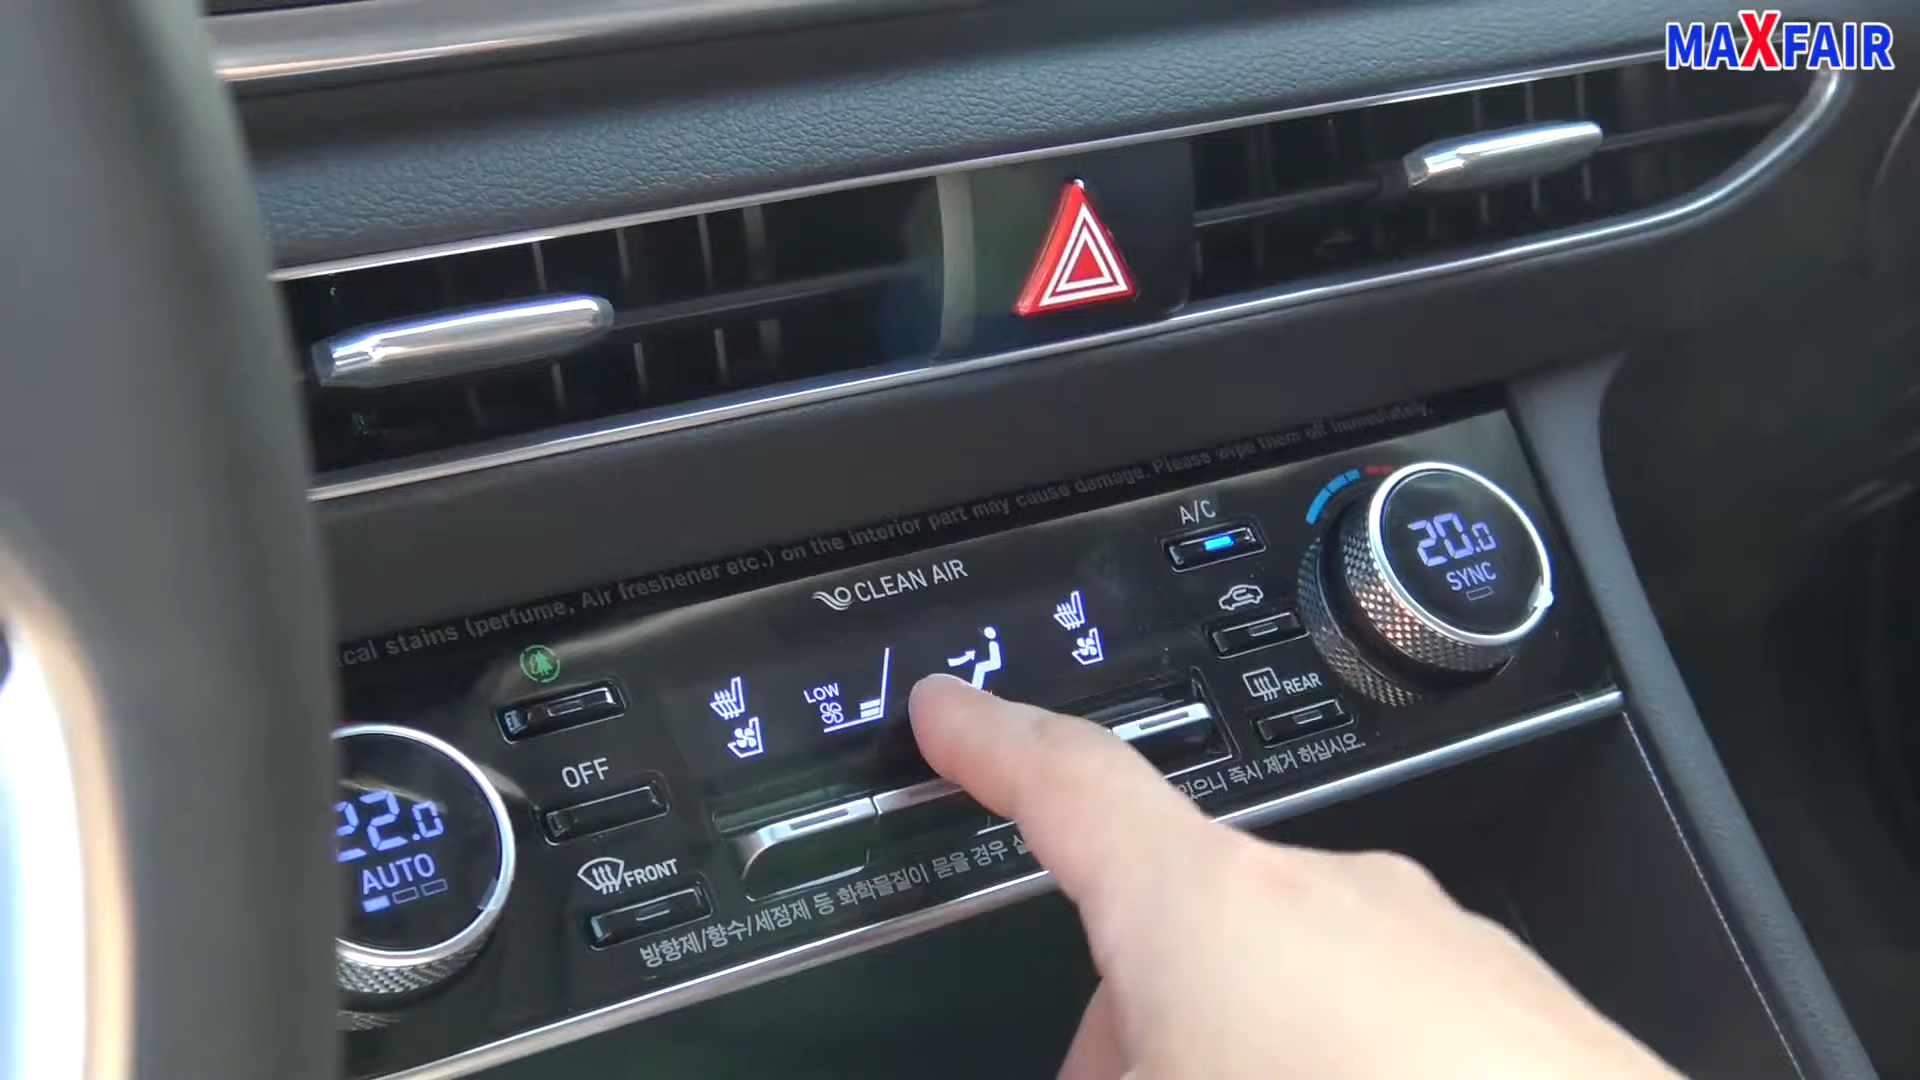 MAXFAIR
ical stains (perfume, Air freshener etc.) on the interior part may cause damage. Please wipe them off immediately.
A/C
CLEAN AIR
20.0
SYNC
LOW
REAR
OFF
22.0
AUTO
FRONT
방향제/향수/세정제 등 화학물질이 묻을 경우
있으니 즉시 제거 하십시오.